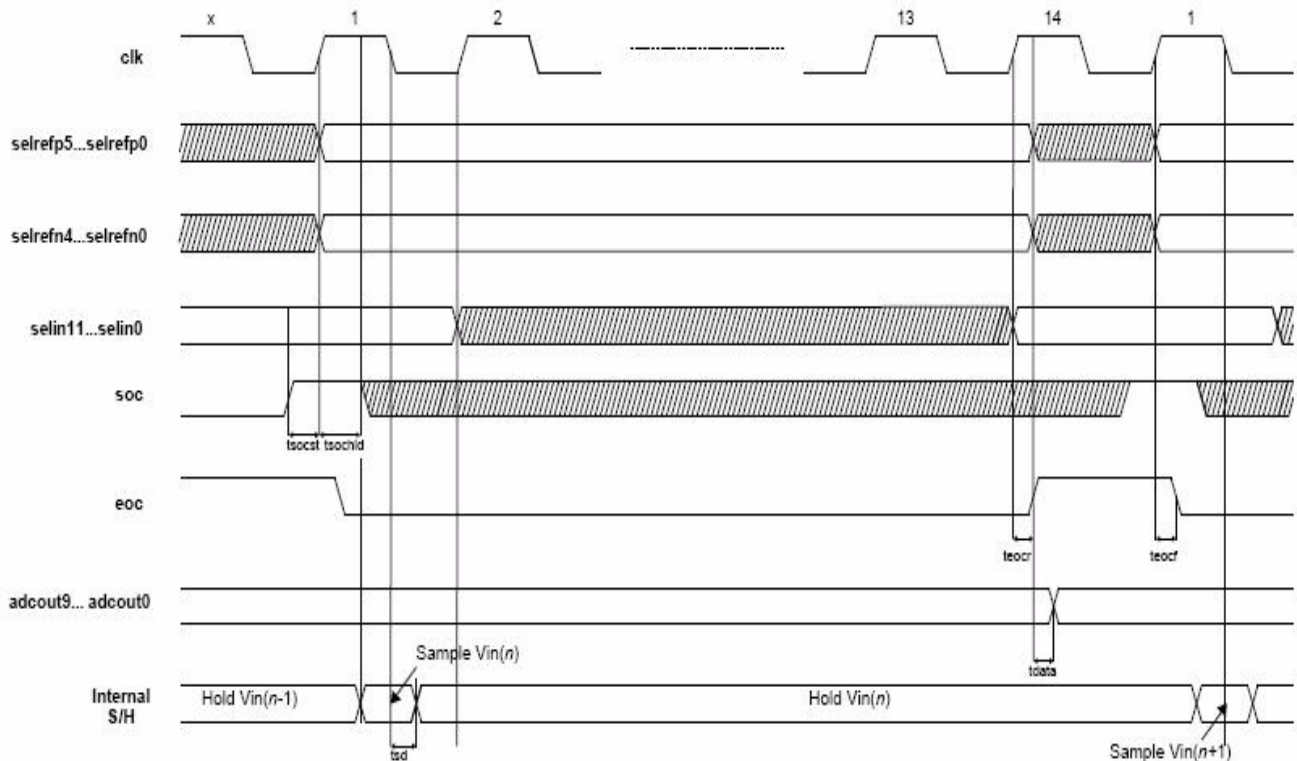 x 1 2 13 14 1
clk
selrefp5...selrefp0
selrefn4...selrefn0
selin11...selin0
soc
tsocst tsochld
eoc
teocr teocf
adcout9... adcout0
Sample Vin(n)
tdata
Internal
S/H
Hold Vin(n-1) Hold Vin(n)
tsd
Sample Vin(n+1)